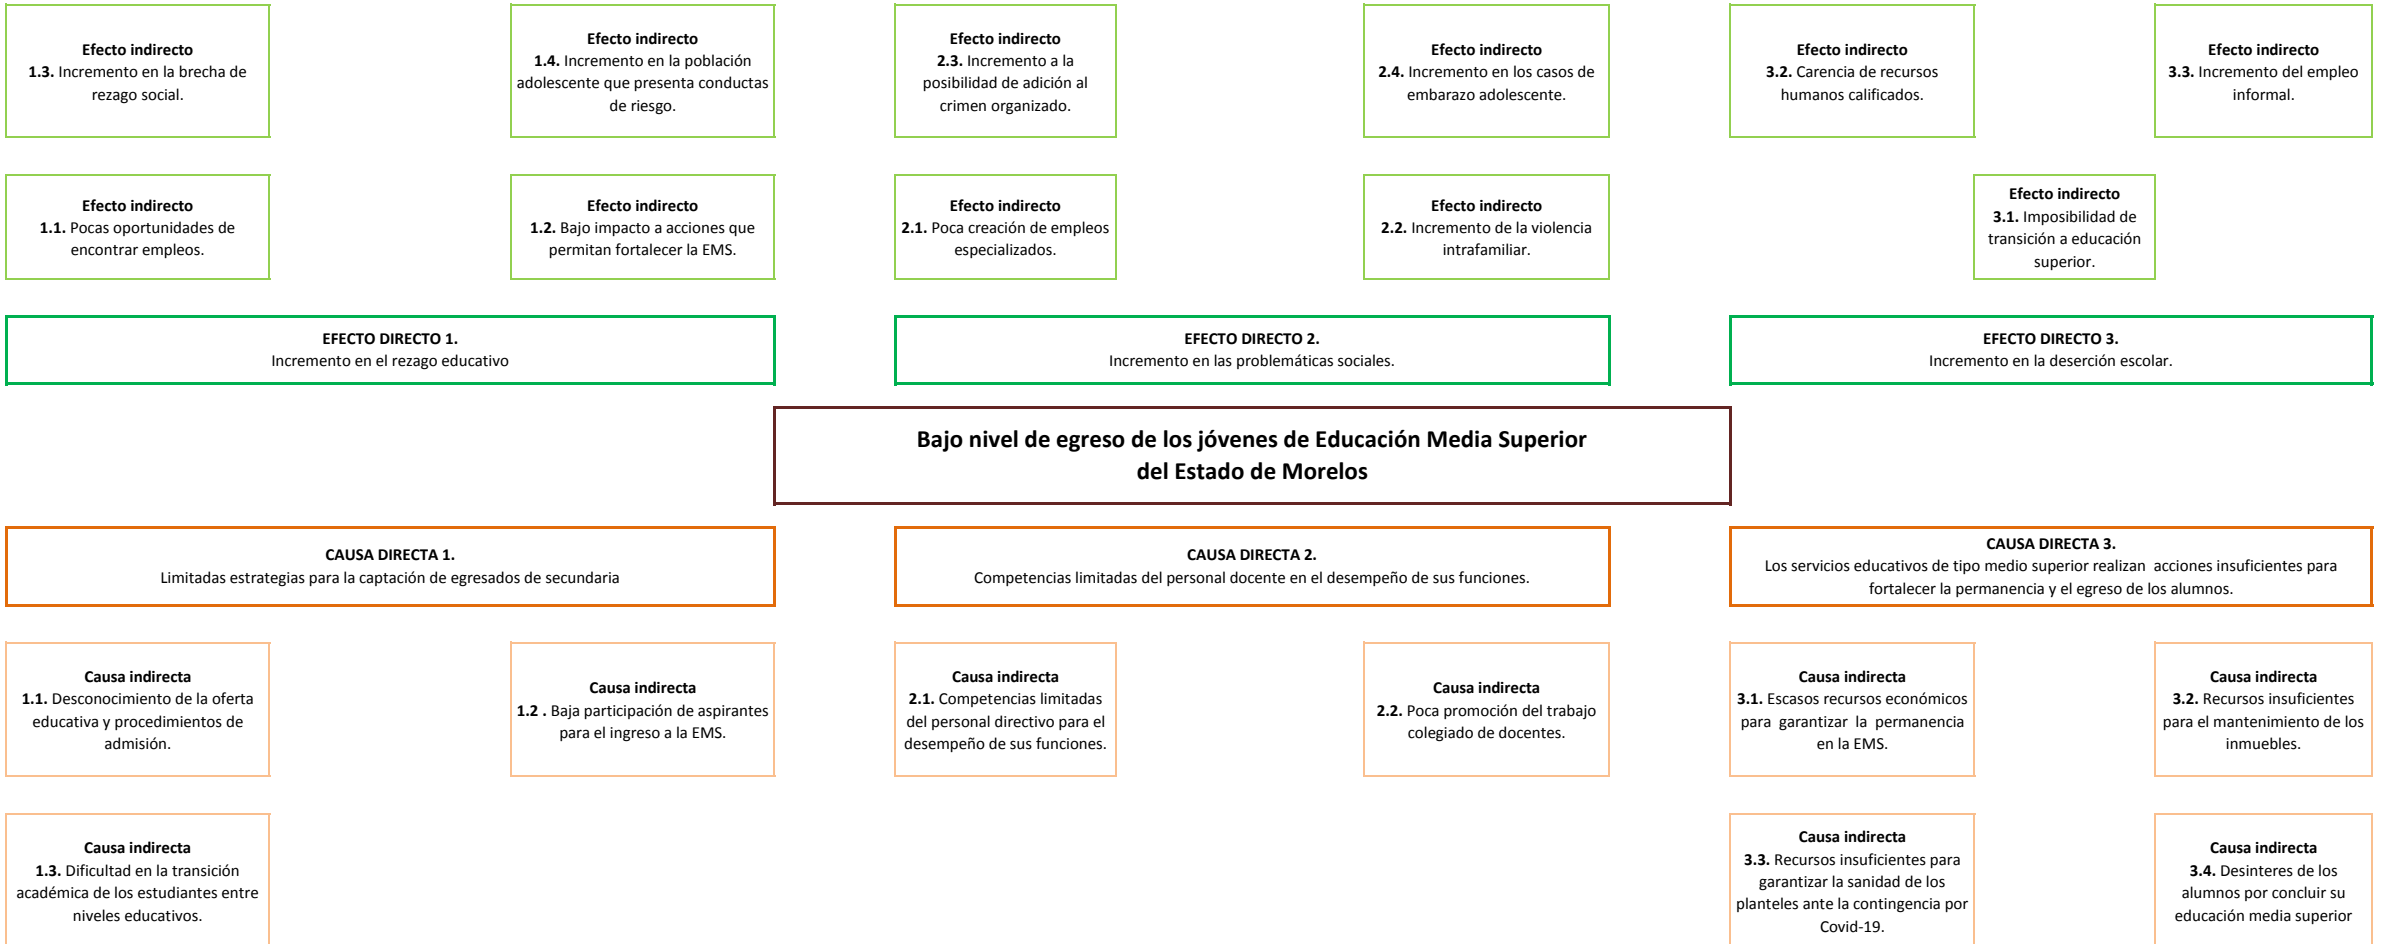 Efecto indirecto
1.3. Incremento en la brecha de
rezago social.
Efecto indirecto
1.4. Incremento en la población
adolescente que presenta conductas
de riesgo.
Efecto indirecto
2.3. Incremento a la
posibilidad de adición al
crimen organizado.
Efecto indirecto
2.4. Incremento en los casos de
embarazo adolescente.
Efecto indirecto
3.2. Carencia de recursos
humanos calificados.
Efecto indirecto
3.3. Incremento del empleo
informal.
Efecto indirecto
1.1. Pocas oportunidades de
encontrar empleos.
Efecto indirecto
1.2. Bajo impacto a acciones que
permitan fortalecer la EMS.
Efecto indirecto
2.1. Poca creación de empleos
especializados.
Efecto indirecto
2.2. Incremento de la violencia
intrafamiliar.
Efecto indirecto
3.1. Imposibilidad de
transición a educación
superior.
EFECTO DIRECTO 1.
Incremento en el rezago educativo
EFECTO DIRECTO 2.
Incremento en las problemáticas sociales.
EFECTO DIRECTO 3.
Incremento en la deserción escolar.
Bajo nivel de egreso de los jóvenes de Educación Media Superior
del Estado de Morelos
CAUSA DIRECTA 1.
Limitadas estrategias para la captación de egresados de secundaria
CAUSA DIRECTA 2.
Competencias limitadas del personal docente en el desempeño de sus funciones.
CAUSA DIRECTA 3.
Los servicios educativos de tipo medio superior realizan acciones insuficientes para
fortalecer la permanencia y el egreso de los alumnos.
Causa indirecta
1.1. Desconocimiento de la oferta
educativa y procedimientos de
admisión.
Causa indirecta
1.2 . Baja participación de aspirantes
para el ingreso a la EMS.
Causa indirecta
2.1. Competencias limitadas
del personal directivo para el
desempeño de sus funciones.
Causa indirecta
2.2. Poca promoción del trabajo
colegiado de docentes.
Causa indirecta
3.1. Escasos recursos económicos
para garantizar la permanencia
en la EMS.
Causa indirecta
3.2. Recursos insuficientes
para el mantenimiento de los
inmuebles.
Causa indirecta
1.3. Dificultad en la transición
académica de los estudiantes entre
niveles educativos.
Causa indirecta
3.3. Recursos insuficientes para
garantizar la sanidad de los
planteles ante la contingencia por
Covid-19.
Causa indirecta
3.4. Desinteres de los
alumnos por concluir su
educación media superior